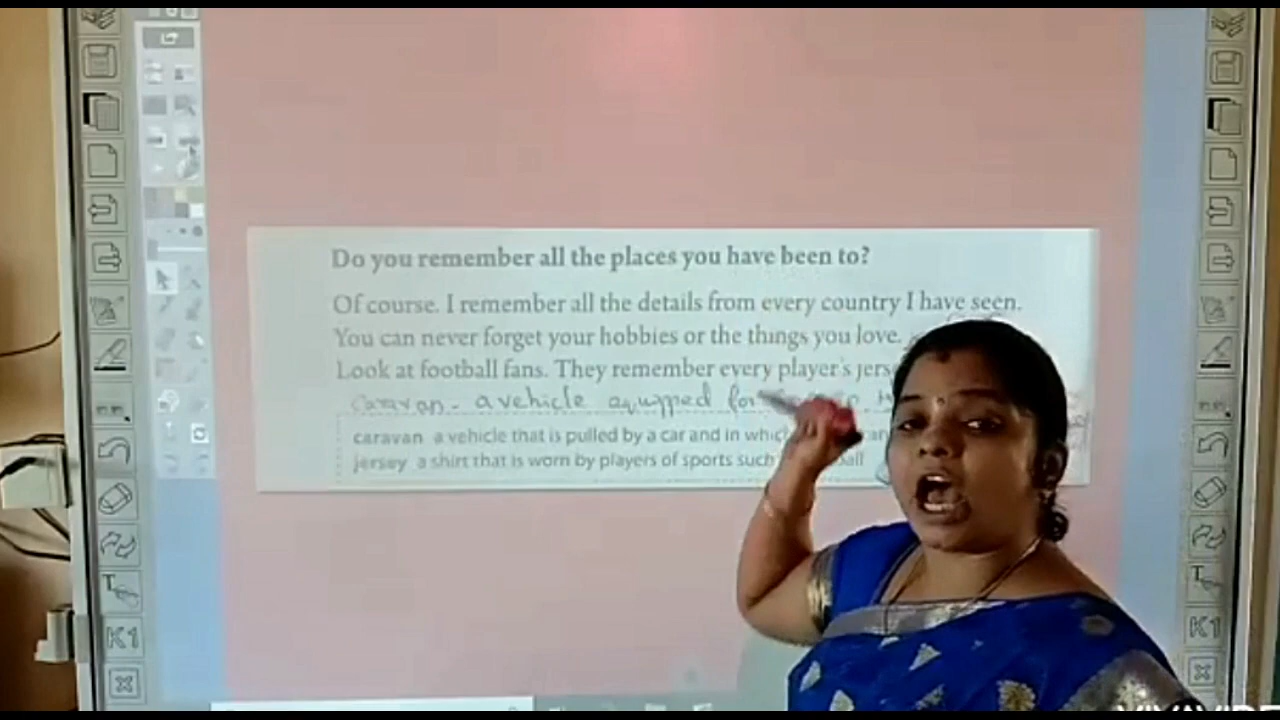 Do you remember all the places you have been to?
Of course. I remember all the details from every country I have seen.
You can never forget your hobbies or the things you love.
Look at football fans. They remember every player's
caravan - a vehicle equipped for
caravan a vehicle that is pulled by a car and in
jersey a shirt that is worn by players of sports such
T
K1
T
K1